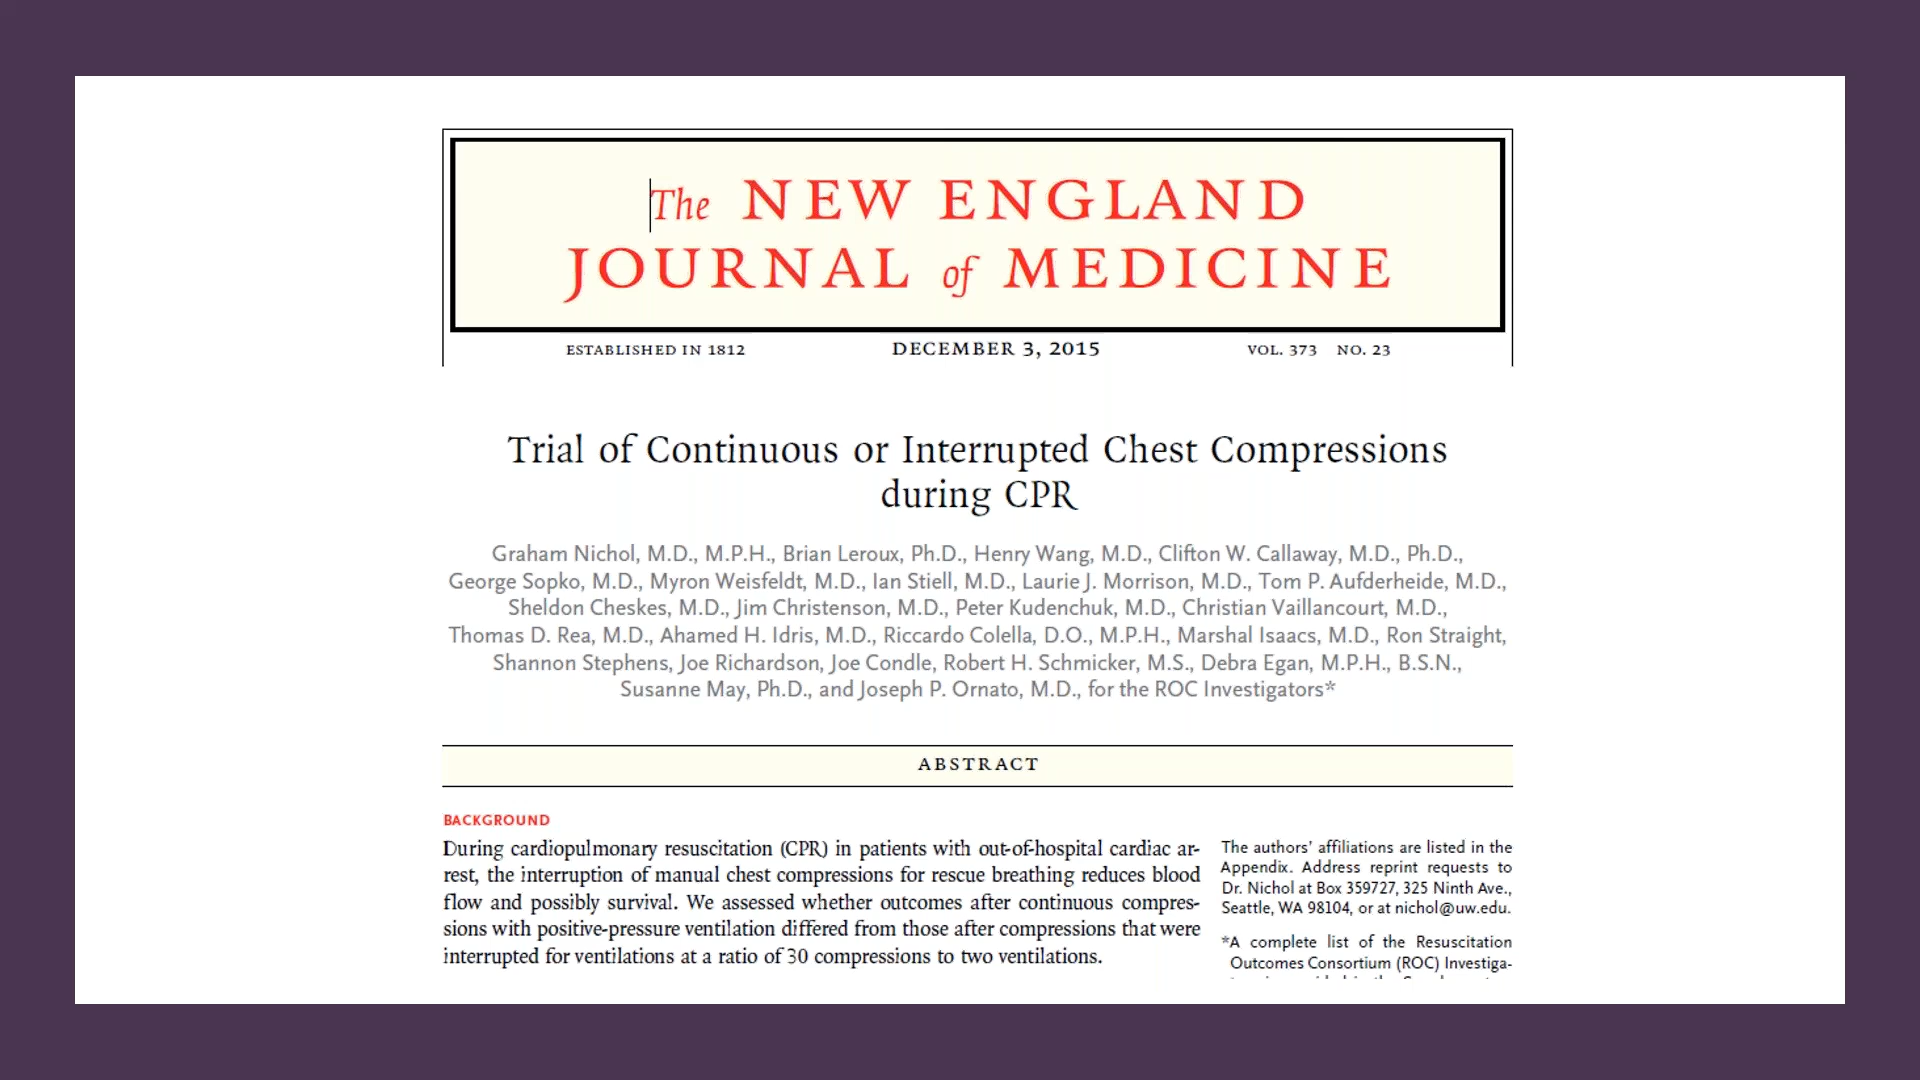 The NEW ENGLAND
JOURNAL of MEDICINE
ESTABLISHED IN 1812 DECEMBER 3, 2015 VOL. 373 NO. 23
Trial of Continuous or Interrupted Chest Compressions
during CPR
Graham Nichol, M.D., M.P.H., Brian Leroux, Ph.D., Henry Wang, M.D., Clifton W. Callaway, M.D., Ph.D.,
George Sopko, M.D., Myron Weisfeldt, M.D., Ian Stiell, M.D., Laurie J. Morrison, M.D., Tom P. Aufderheide, M.D.,
Sheldon Cheskes, M.D., Jim Christenson, M.D., Peter Kudenchuk, M.D., Christian Vaillancourt, M.D.,
Thomas D. Rea, M.D., Ahamed H. Idris, M.D., Riccardo Colella, D.O., M.P.H., Marshal Isaacs, M.D., Ron Straight,
Shannon Stephens, Joe Richardson, Joe Condle, Robert H. Schmicker, M.S., Debra Egan, M.P.H., B.S.N.,
Susanne May, Ph.D., and Joseph P. Ornato, M.D., for the ROC Investigators*
ABSTRACT
BACKGROUND
During cardiopulmonary resuscitation (CPR) in patients with out-of-hospital cardiac ar-
rest, the interruption of manual chest compressions for rescue breathing reduces blood
flow and possibly survival. We assessed whether outcomes after continuous compres-
sions with positive-pressure ventilation differed from those after compressions that were
interrupted for ventilations at a ratio of 30 compressions to two ventilations.
The authors' affiliations are listed in the
Appendix. Address reprint requests to
Dr. Nichol at Box 359727, 325 Ninth Ave.,
Seattle, WA 98104, or at nichol@uw.edu.
*A complete list of the Resuscitation
Outcomes Consortium (ROC) Investiga-